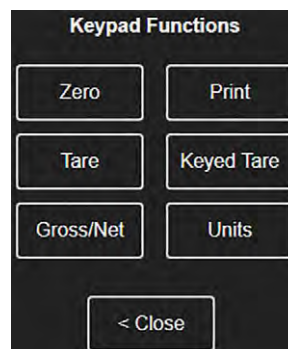 Keypad Functions
Zero
Print
Tare
Keyed Tare
Gross/Net
Units
< Close